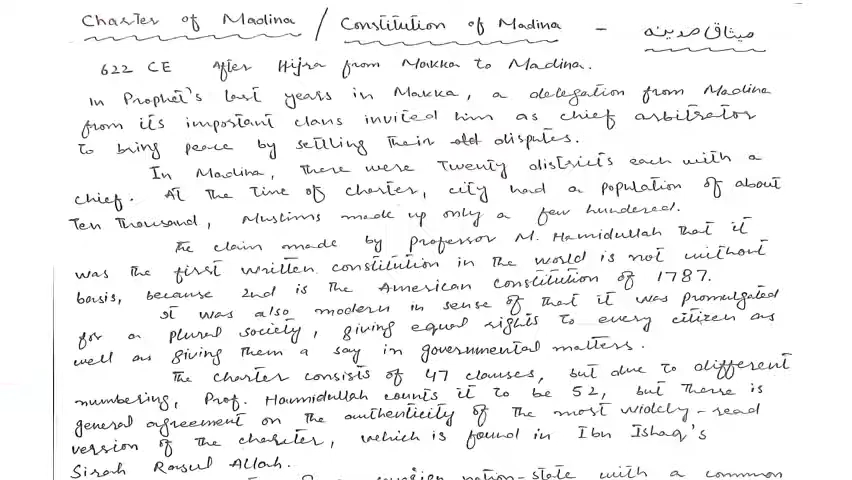 Charter of Madina / Constitution of Madina – میثاق مدینہ
622 CE After Hijra from Makka to Madina.
In Prophet's last years in Makka, a delegation from Madina
from its important clans invited him as chief arbitrator
to bring peace by settling their old disputes.
In Madina, there were Twenty districts each with a
chief. At the Time of charter, city had a population of about
Ten Thousand, Muslims made up only a few hundered.
The claim made by professor M. Hamidullah that it
was the first written constitution in the world is not without
basis, because 2nd is the American constitution of 1787.
It was also modern in sense of that it was promulgated
for a plural society, giving equal rights to every citizen as
well as giving them a say in governmental matters.
The charter consists of 47 clauses, but due to different
numbering, Prof. Hamidullah counts it to be 52, but There is
general agreement on the authenticity of the most widely-read
version of the charter, which is found in Ibn Ishaq's
Sirah Rasul Allah.
nation-state with a common